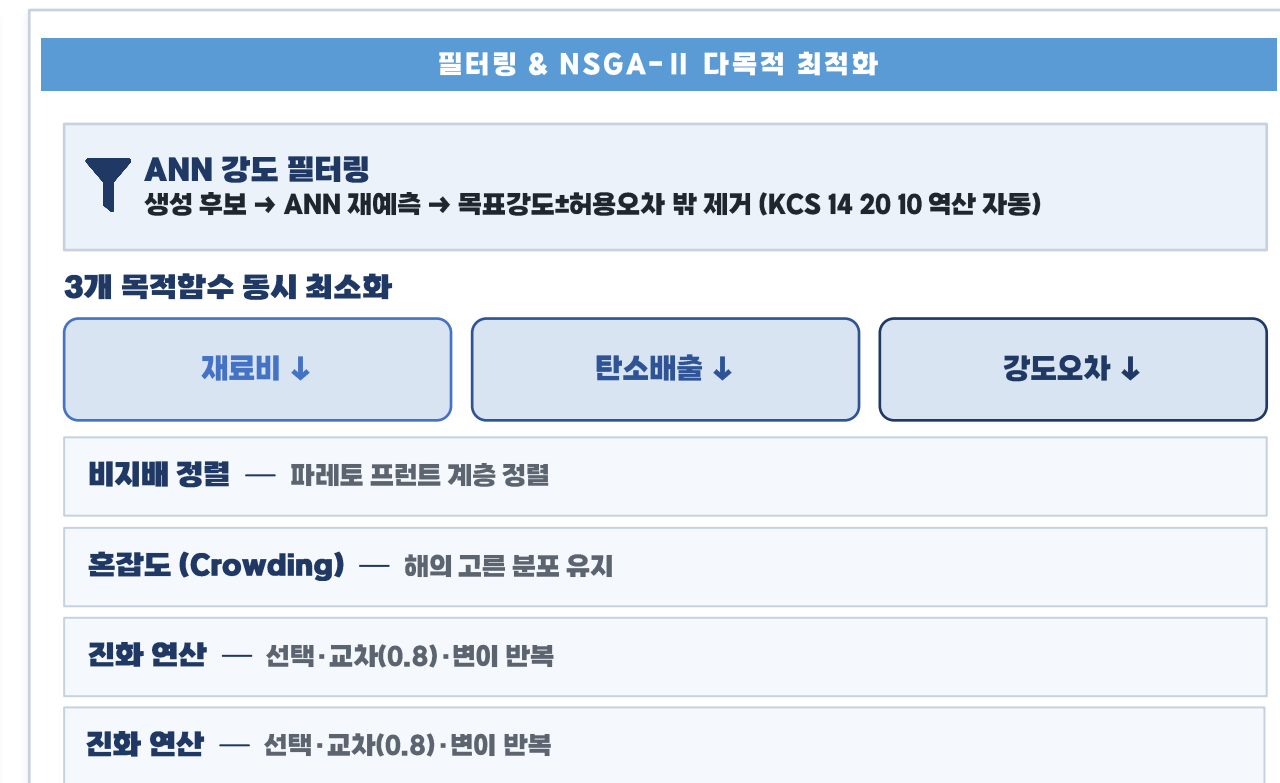 필터링 & NSGA-II 다목적 최적화
ANN 강도 필터링
생성 후보 → ANN 재예측 → 목표강도±허용오차 밖 제거 (KCS 14 20 10 역산 자동)
3개 목적함수 동시 최소화
재료비 ↓
탄소배출 ↓
강도오차 ↓
비지배 정렬 — 파레토 프런트 계층 정렬
혼잡도 (Crowding) — 해의 고른 분포 유지
진화 연산 — 선택·교차(0.8)·변이 반복
진화 연산 — 선택·교차(0.8)·변이 반복